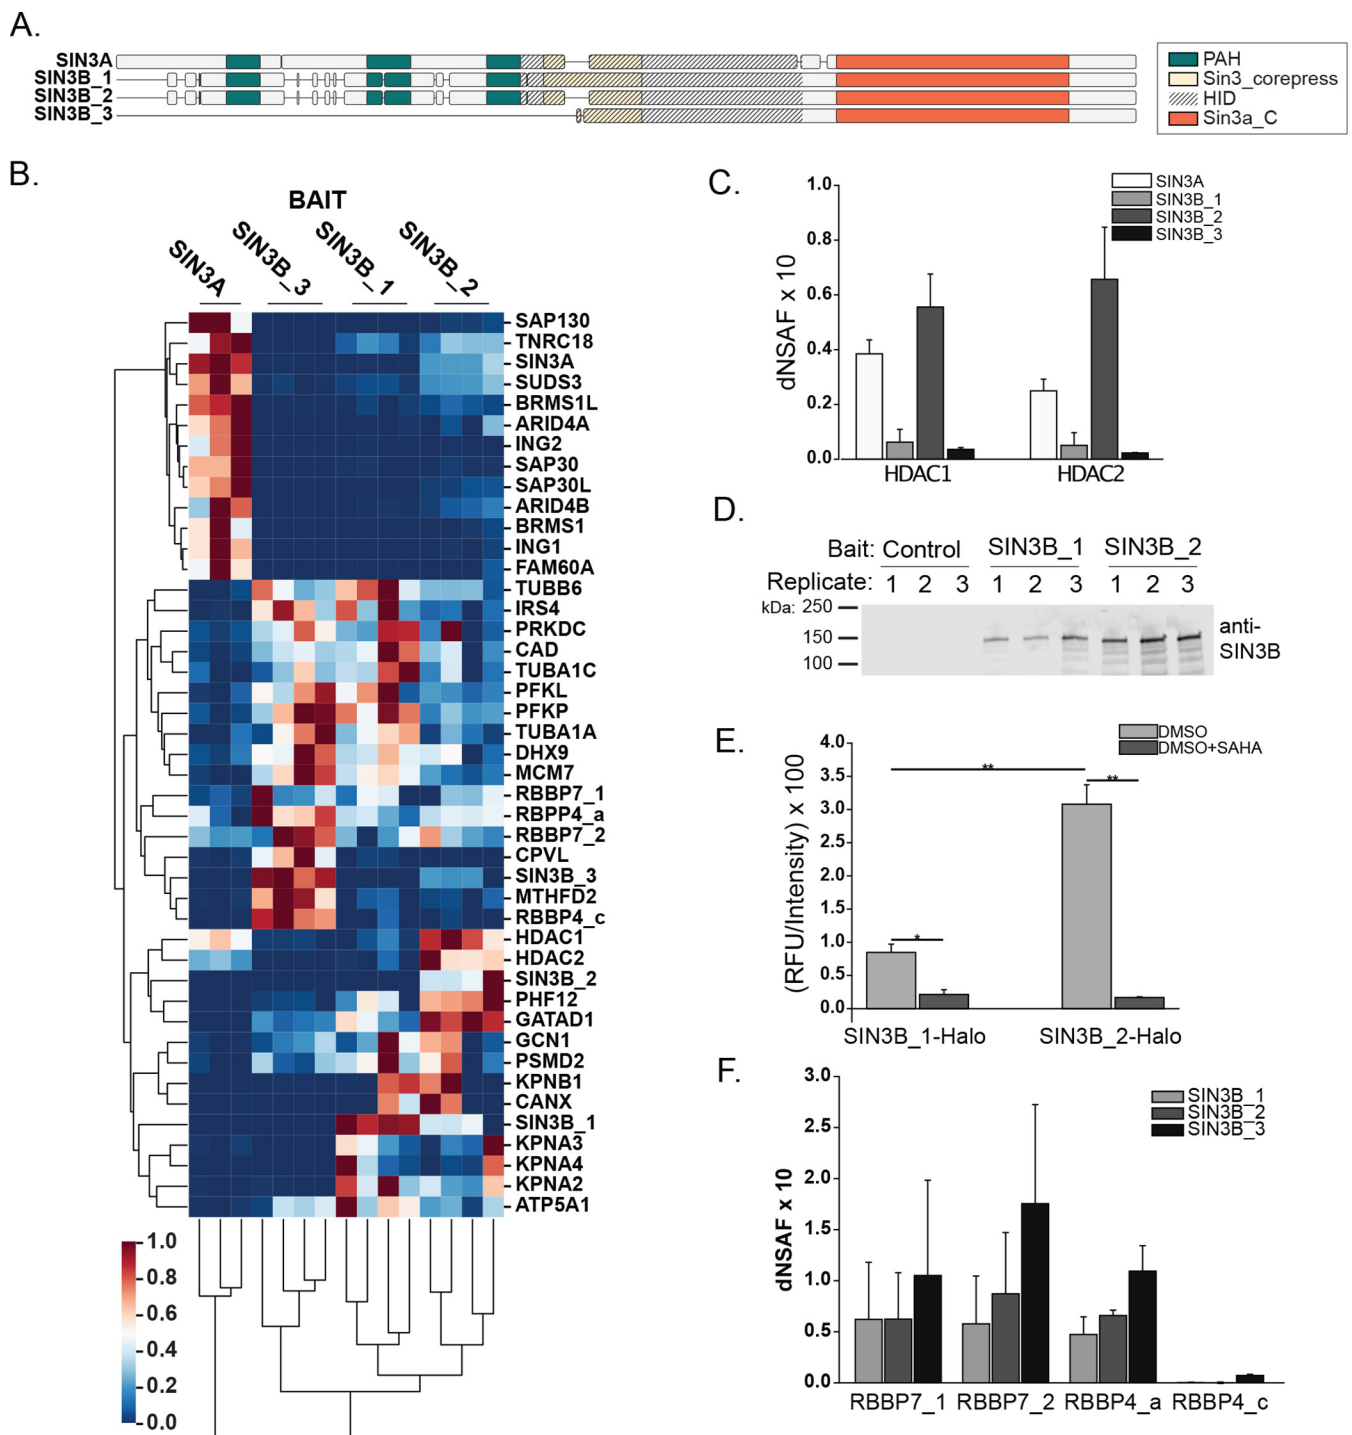 A.
SIN3A
SIN3B_1
SIN3B_2
SIN3B_3
PAH
Sin3_corepress
HID
Sin3a_C
B.
BAIT
SIN3A
SIN3B_3
SIN3B_1
SIN3B_2
SAP130
TNRC18
SIN3A
SUDS3
BRMS1L
ARID4A
ING2
SAP30
SAP30L
ARID4B
BRMS1
ING1
FAM60A
TUBB6
IRS4
PRKDC
CAD
TUBA1C
PFKL
PFKP
TUBA1A
DHX9
MCM7
RBBP7_1
RBPP4_a
RBBP7_2
CPVL
SIN3B_3
MTHFD2
RBBP4_c
HDAC1
HDAC2
SIN3B_2
PHF12
GATAD1
GCN1
PSMD2
KPNB1
CANX
SIN3B_1
KPNA3
KPNA4
KPNA2
ATP5A1
1.0
0.8
0.6
0.4
0.2
0.0
C.
SIN3A
SIN3B_1
SIN3B_2
SIN3B_3
dNSAF x 10
1.0
0.8
0.6
0.4
0.2
0.0
HDAC1 HDAC2
D.
Bait: Control SIN3B_1 SIN3B_2
Replicate: 1 2 3 1 2 3 1 2 3
kDa: 250
150
100
anti-
SIN3B
E.
DMSO
DMSO+SAHA
(RFU/Intensity) x 100
4.0
3.5
3.0
2.5
2.0
1.5
1.0
0.5
0.0
**
**
*
SIN3B_1-Halo SIN3B_2-Halo
F.
SIN3B_1
SIN3B_2
SIN3B_3
dNSAF x 10
3.0
2.5
2.0
1.5
1.0
0.5
0.0
RBBP7_1 RBBP7_2 RBBP4_a RBBP4_c